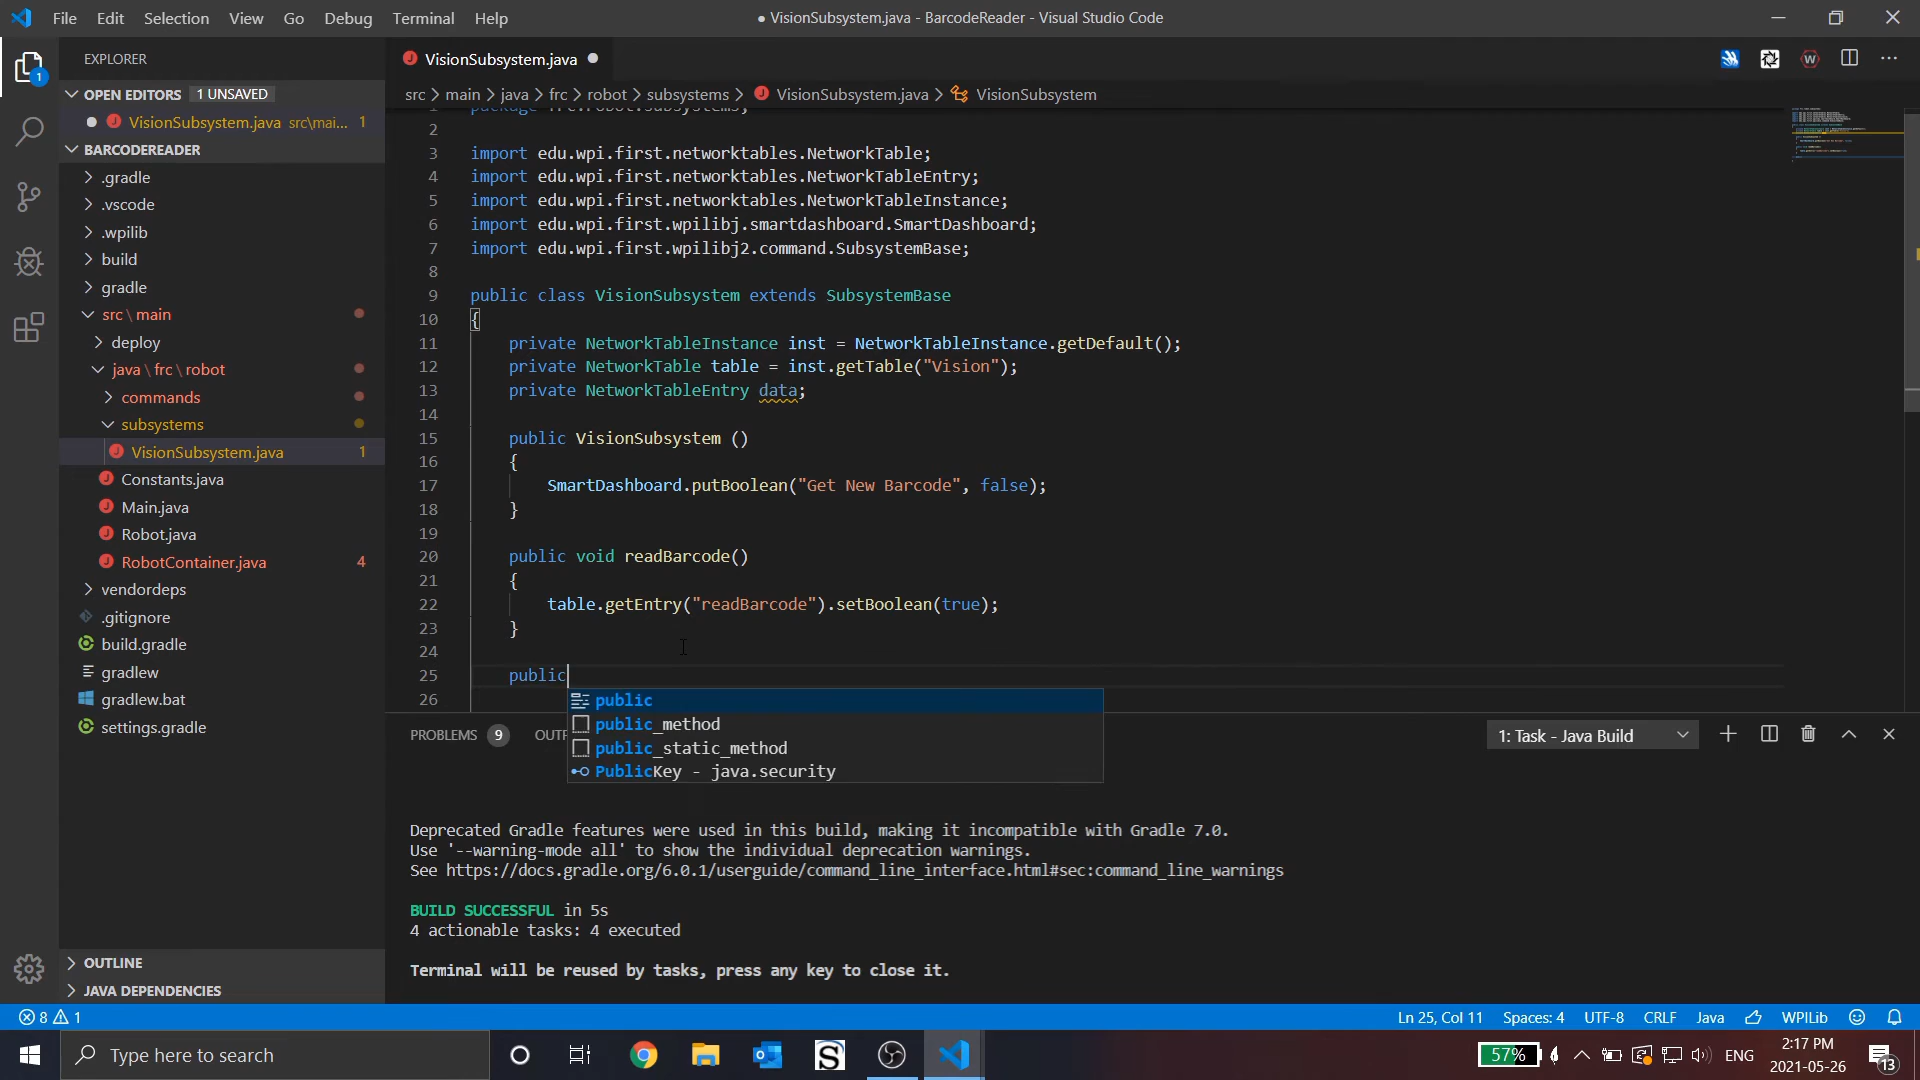 File Edit Selection View Go Debug Terminal Help
● VisionSubsystem.java - BarcodeReader - Visual Studio Code
EXPLORER
OPEN EDITORS 1 UNSAVED
VisionSubsystem.java src\mai... 1
BARCODEREADER
.gradle
.vscode
.wpilib
build
gradle
src \ main
deploy
java \ frc \ robot
commands
subsystems
VisionSubsystem.java 1
Constants.java
Main.java
Robot.java
RobotContainer.java 4
vendordeps
.gitignore
build.gradle
gradlew
gradlew.bat
settings.gradle
OUTLINE
JAVA DEPENDENCIES
1
VisionSubsystem.java
W
src > main > java > frc > robot > subsystems > VisionSubsystem.java > VisionSubsystem
1 package frc.robot.subsystems;
2
3 import edu.wpi.first.networktables.NetworkTable;
4 import edu.wpi.first.networktables.NetworkTableEntry;
5 import edu.wpi.first.networktables.NetworkTableInstance;
6 import edu.wpi.first.wpilibj.smartdashboard.SmartDashboard;
7 import edu.wpi.first.wpilibj2.command.SubsystemBase;
8
9 public class VisionSubsystem extends SubsystemBase
10 {
11 private NetworkTableInstance inst = NetworkTableInstance.getDefault();
12 private NetworkTable table = inst.getTable("Vision");
13 private NetworkTableEntry data;
14
15 public VisionSubsystem ()
16 {
17 SmartDashboard.putBoolean("Get New Barcode", false);
18 }
19
20 public void readBarcode()
21 {
22 table.getEntry("readBarcode").setBoolean(true);
23 }
24
25 public
26
public
public_method
public_static_method
PublicKey - java.security
PROBLEMS 9 OUTP
1: Task - Java Build
Deprecated Gradle features were used in this build, making it incompatible with Gradle 7.0.
Use '--warning-mode all' to show the individual deprecation warnings.
See https://docs.gradle.org/6.0.1/userguide/command_line_interface.html#sec:command_line_warnings
BUILD SUCCESSFUL in 5s
4 actionable tasks: 4 executed
Terminal will be reused by tasks, press any key to close it.
8 1
Ln 25, Col 11 Spaces: 4 UTF-8 CRLF Java WPILib
Type here to search
S
57%
ENG
2:17 PM
2021-05-26
13